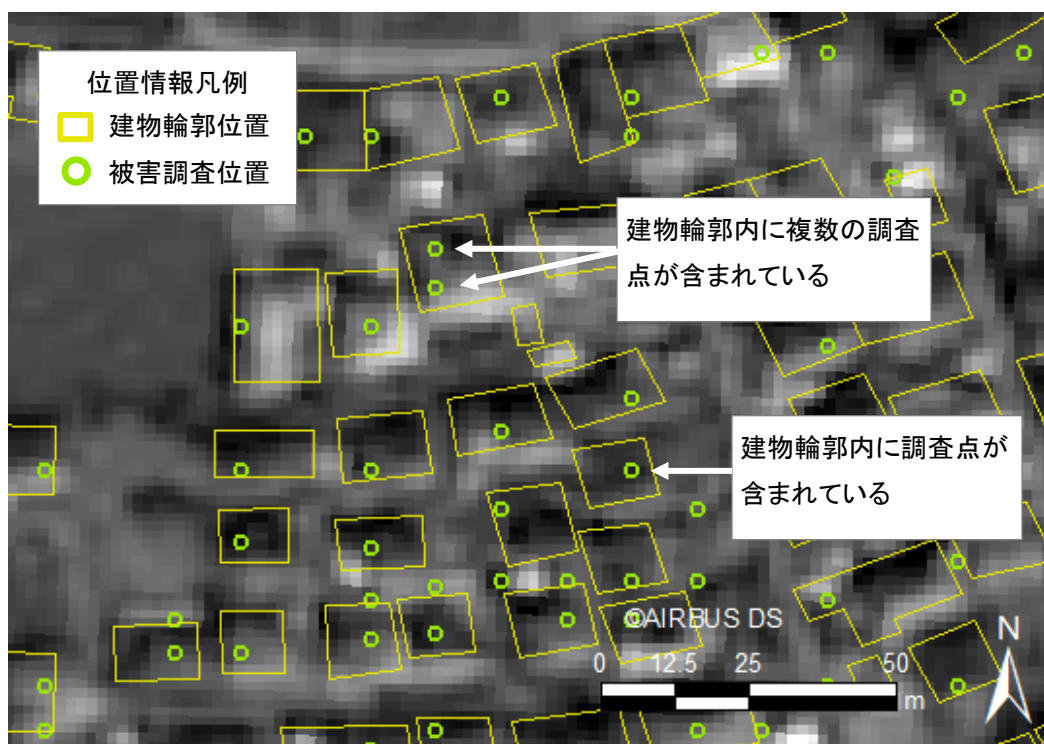 位置情報凡例
建物輪郭位置
被害調査位置
建物輪郭内に複数の調査
点が含まれている
建物輪郭内に調査点が
含まれている
©AIRBUS DS
0 12.5 25 50
m
N